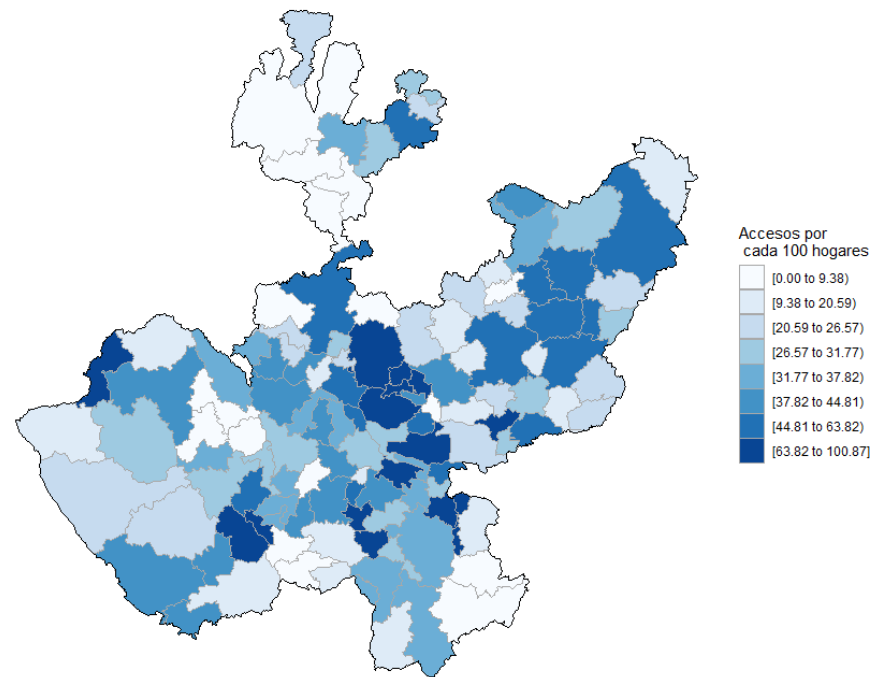 Accesos por
cada 100 hogares
[0.00 to 9.38)
[9.38 to 20.59)
[20.59 to 26.57)
[26.57 to 31.77)
[31.77 to 37.82)
[37.82 to 44.81)
[44.81 to 63.82)
[63.82 to 100.87]